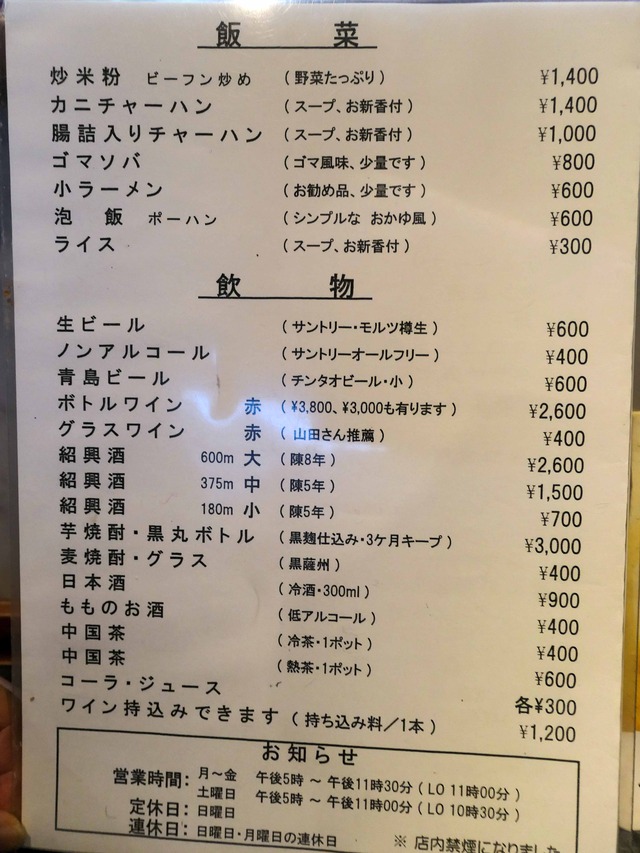 飯 菜
炒米粉 ビーフン炒め (野菜たっぷり) ¥1,400
カニチャーハン (スープ、お新香付) ¥1,400
腸詰入りチャーハン (スープ、お新香付) ¥1,000
ゴマソバ (ゴマ風味、少量です) ¥800
小ラーメン (お勧め品、少量です) ¥600
泡 飯 ポーハン (シンプルな おかゆ風) ¥600
ライス (スープ、お新香付) ¥300
飲 物
生ビール (サントリー・モルツ樽生) ¥600
ノンアルコール (サントリーオールフリー) ¥400
青島ビール (チンタオビール・小) ¥600
ボトルワイン 赤 (¥3,800、¥3,000も有ります) ¥2,600
グラスワイン 赤 (山田さん推薦) ¥400
紹興酒 600m 大 (陳8年) ¥2,600
紹興酒 375m 中 (陳5年) ¥1,500
紹興酒 180m 小 (陳5年) ¥700
芋焼酎・黒丸ボトル (黒麹仕込み・3ケ月キープ) ¥3,000
麦焼酎・グラス (黒薩州) ¥400
日本酒 (冷酒・300ml) ¥900
もものお酒 (低アルコール) ¥400
中国茶 (冷茶・1ポット) ¥400
中国茶 (熱茶・1ポット) ¥600
コーラ・ジュース 各¥300
ワイン持込みできます (持ち込み料/1本) ¥1,200
お知らせ
営業時間: 月～金 午後5時 ～ 午後11時30分 ( LO 11時00分 )
土曜日 午後5時 ～ 午後11時00分 ( LO 10時30分 )
定休日: 日曜日
連休日: 日曜日・月曜日の連休日 ※ 店内禁煙になりました